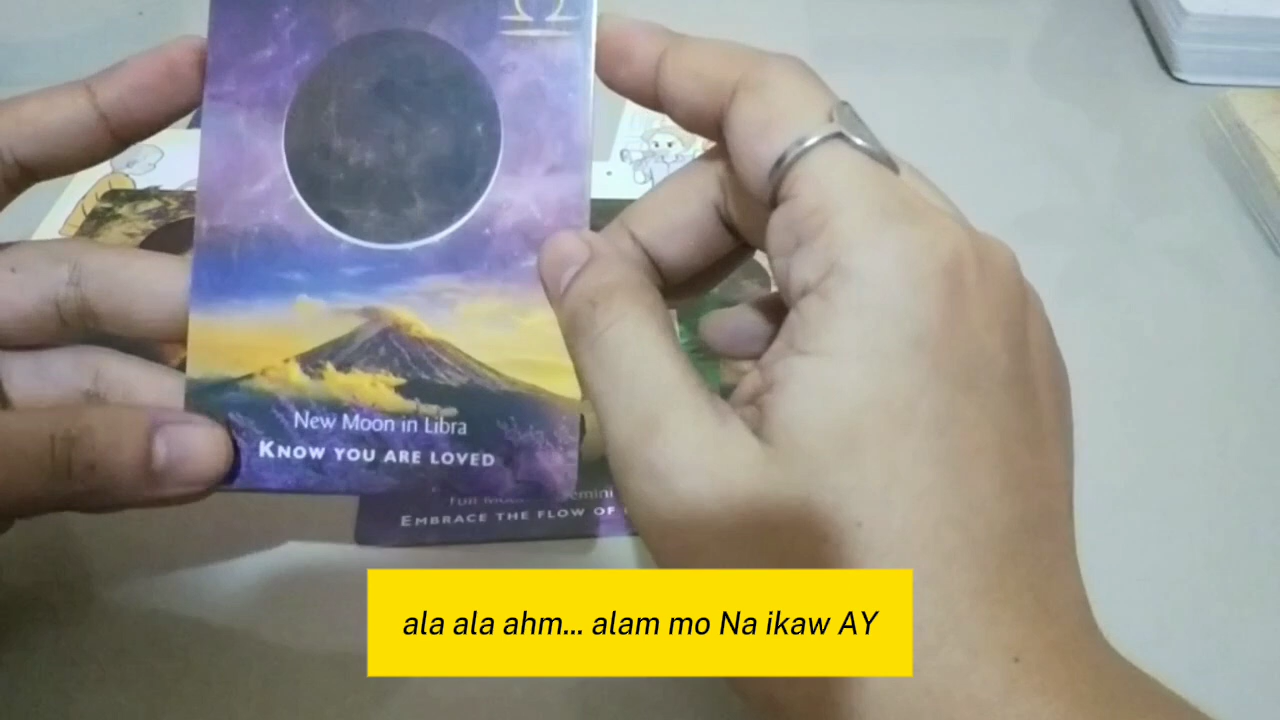 New Moon in Libra
KNOW YOU ARE LOVED
EMBRACE THE FLOW OF
ala ala ahm... alam mo Na ikaw AY